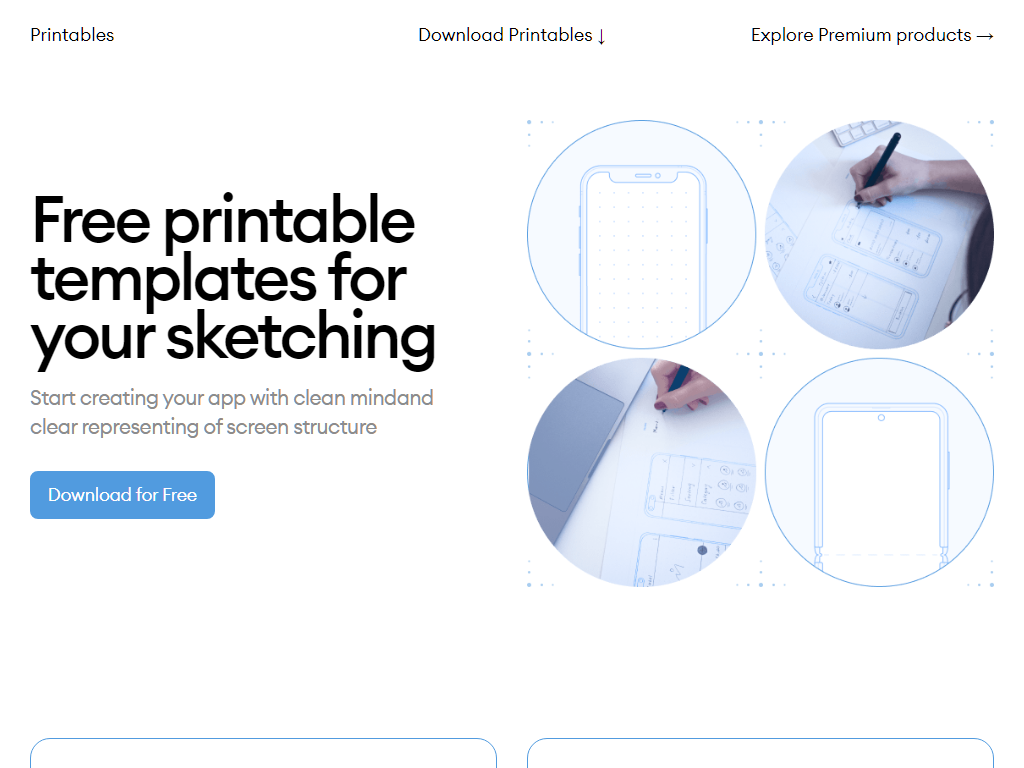 Printables
Download Printables ↓
Explore Premium products →
Free printable
templates for
your sketching
Start creating your app with clean mindand
clear representing of screen structure
Download for Free